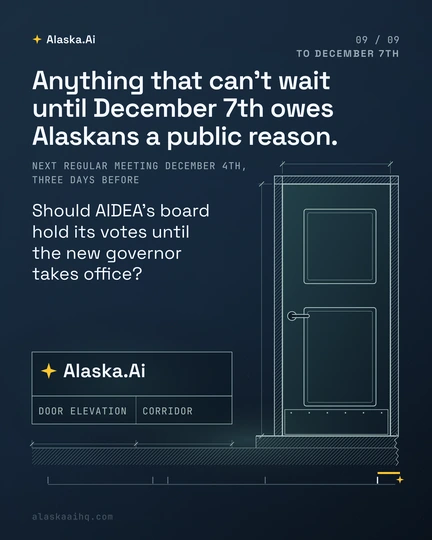 Alaska.Ai
09 / 09
TO DECEMBER 7TH
Anything that can't wait
until December 7th owes
Alaskans a public reason.
NEXT REGULAR MEETING DECEMBER 4TH,
THREE DAYS BEFORE
Should AIDEA's board
hold its votes until
the new governor
takes office?
Alaska.Ai
DOOR ELEVATION
CORRIDOR
alaskaaihq.com